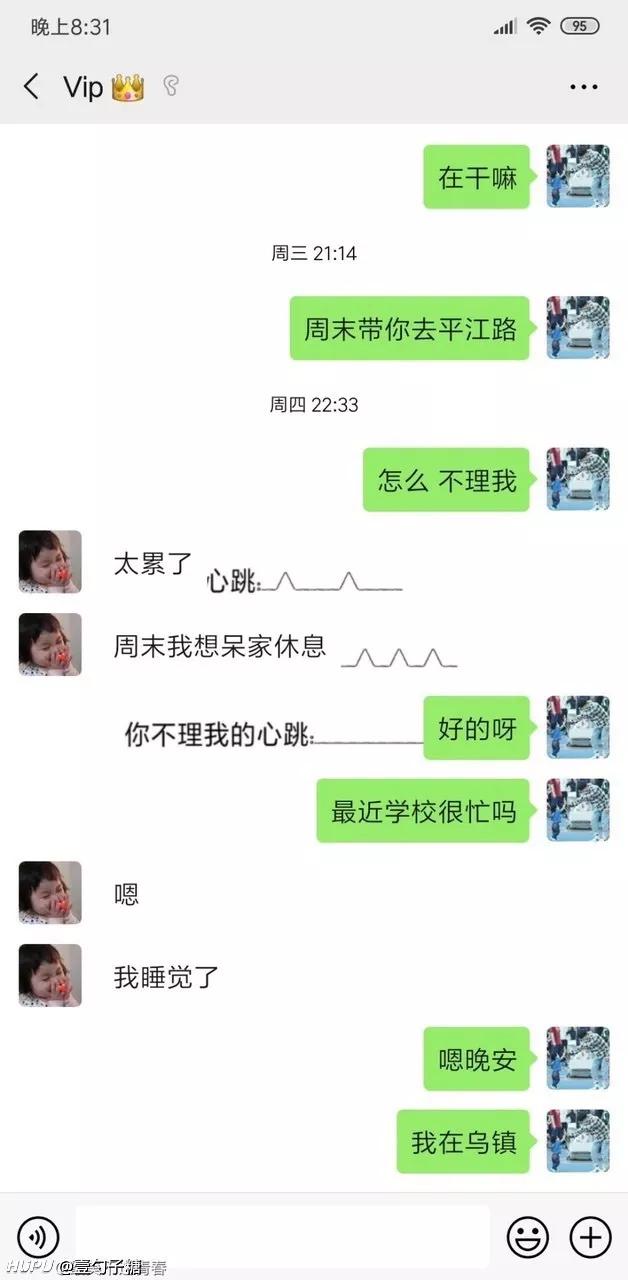 晚上8:31
95
Vip
在干嘛
周三 21:14
周末带你去平江路
周四 22:33
怎么 不理我
太累了
心跳:
周末我想呆家休息
你不理我的心跳:
好的呀
最近学校很忙吗
嗯
我睡觉了
嗯晚安
我在乌镇
HUPU @壹勺子糖
青春